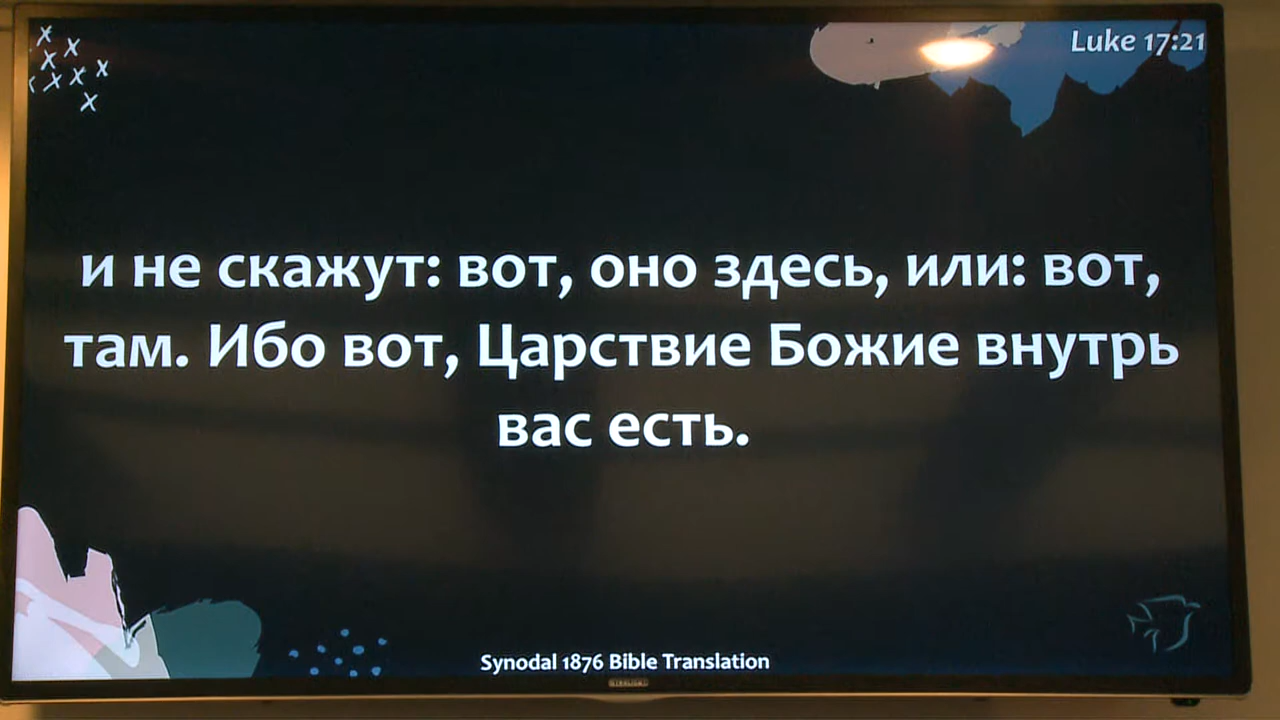 Luke 17:21
и не скажут: вот, оно здесь, или: вот,
там. Ибо вот, Царствие Божие внутрь
вас есть.
Synodal 1876 Bible Translation